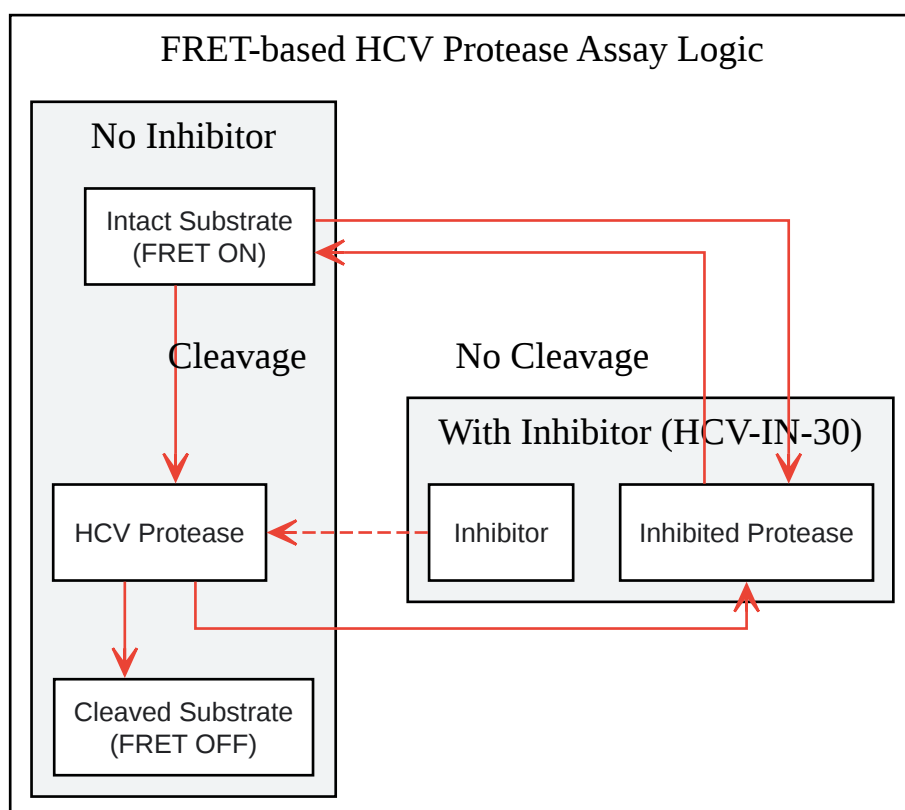 FRET-based HCV Protease Assay Logic
No Inhibitor
Intact Substrate
(FRET ON)
Cleavage
No Cleavage
With Inhibitor (HCV-IN-30)
HCV Protease
Inhibitor
Inhibited Protease
Cleaved Substrate
(FRET OFF)